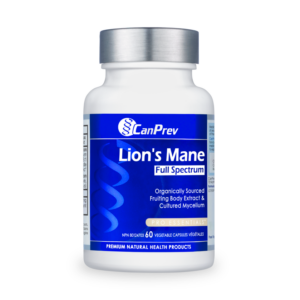 CanPrev
Lion's Mane
Full Spectrum
Organically Sourced
Fruiting Body Extract &
Cultured Mycelium
60 VEGETABLE CAPSULES VÉGÉTALES
PREMIUM NATURAL HEALTH PRODUCTS